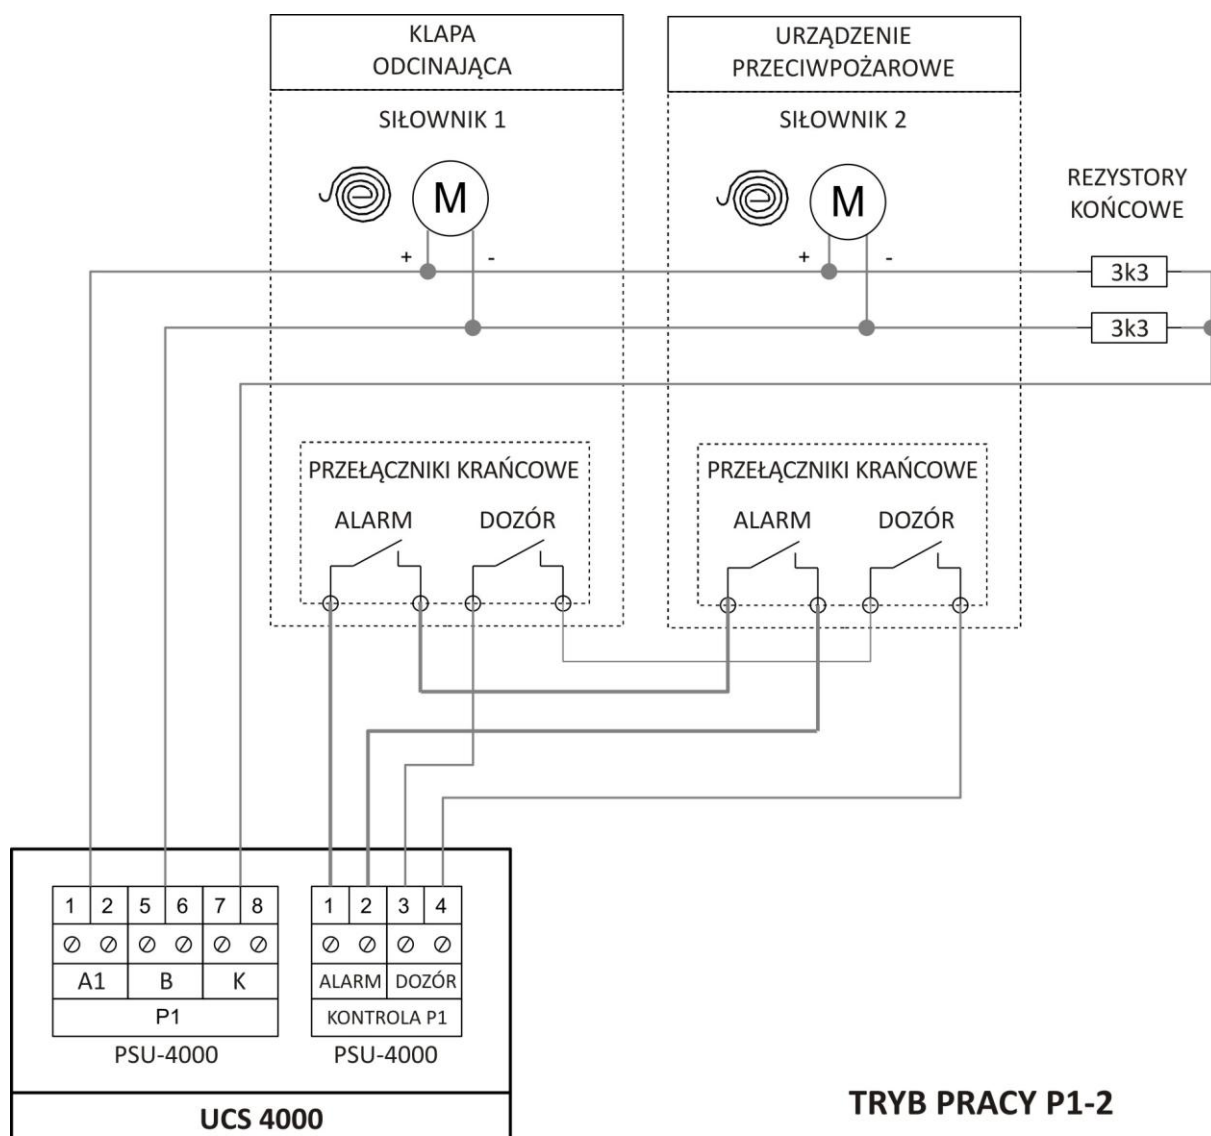 KLAPA
ODCINAJĄCA
URZĄDZENIE
PRZECIWPOŻAROWE
SIŁOWNIK 1
SIŁOWNIK 2
M
M
REZYSTORY
KOŃCOWE
+ -
+ -
3k3
3k3
PRZEŁĄCZNIKI KRAŃCOWE
ALARM DOZÓR
PRZEŁĄCZNIKI KRAŃCOWE
ALARM DOZÓR
1 2 5 6 7 8
A1 B K
P1
PSU-4000
1 2 3 4
ALARM DOZÓR
KONTROLA P1
PSU-4000
UCS 4000
TRYB PRACY P1-2